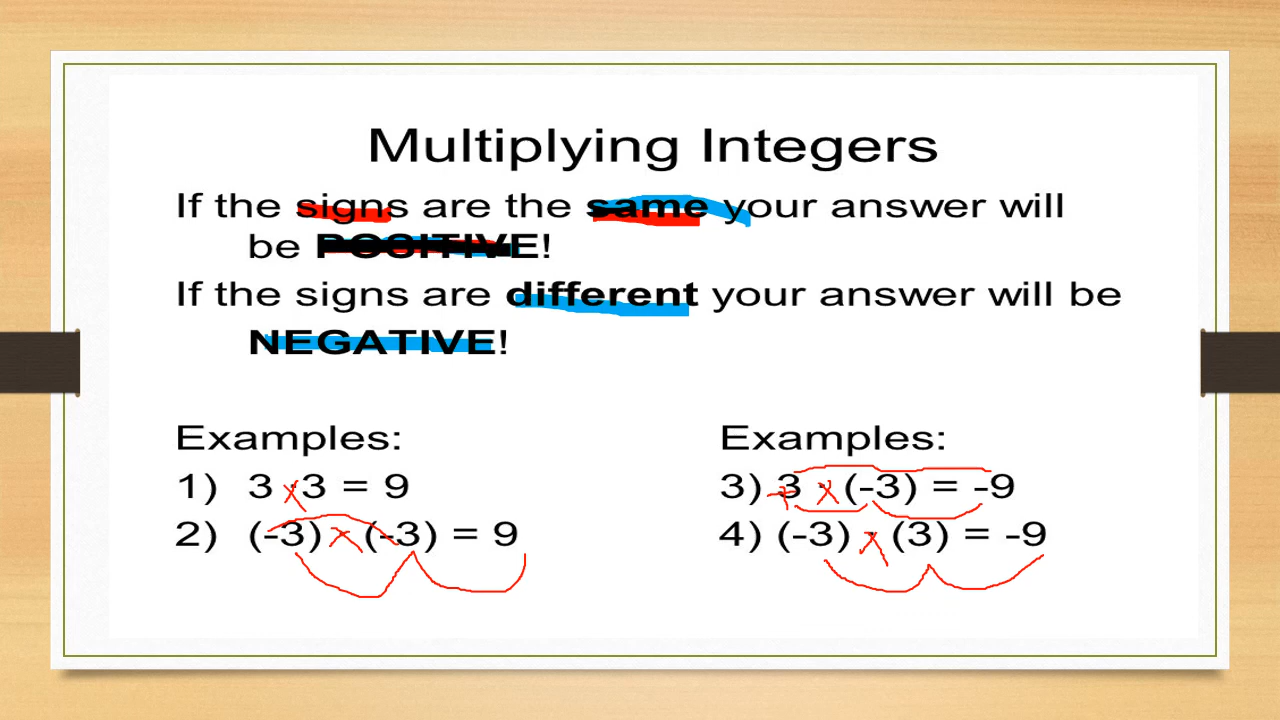 Multiplying Integers
If the signs are the same your answer will
be POSITIVE!
If the signs are different your answer will be
NEGATIVE!
Examples:
1) 3 × 3 = 9
2) (-3) × (-3) = 9
Examples:
3) +3 × (-3) = -9
4) (-3) × (3) = -9